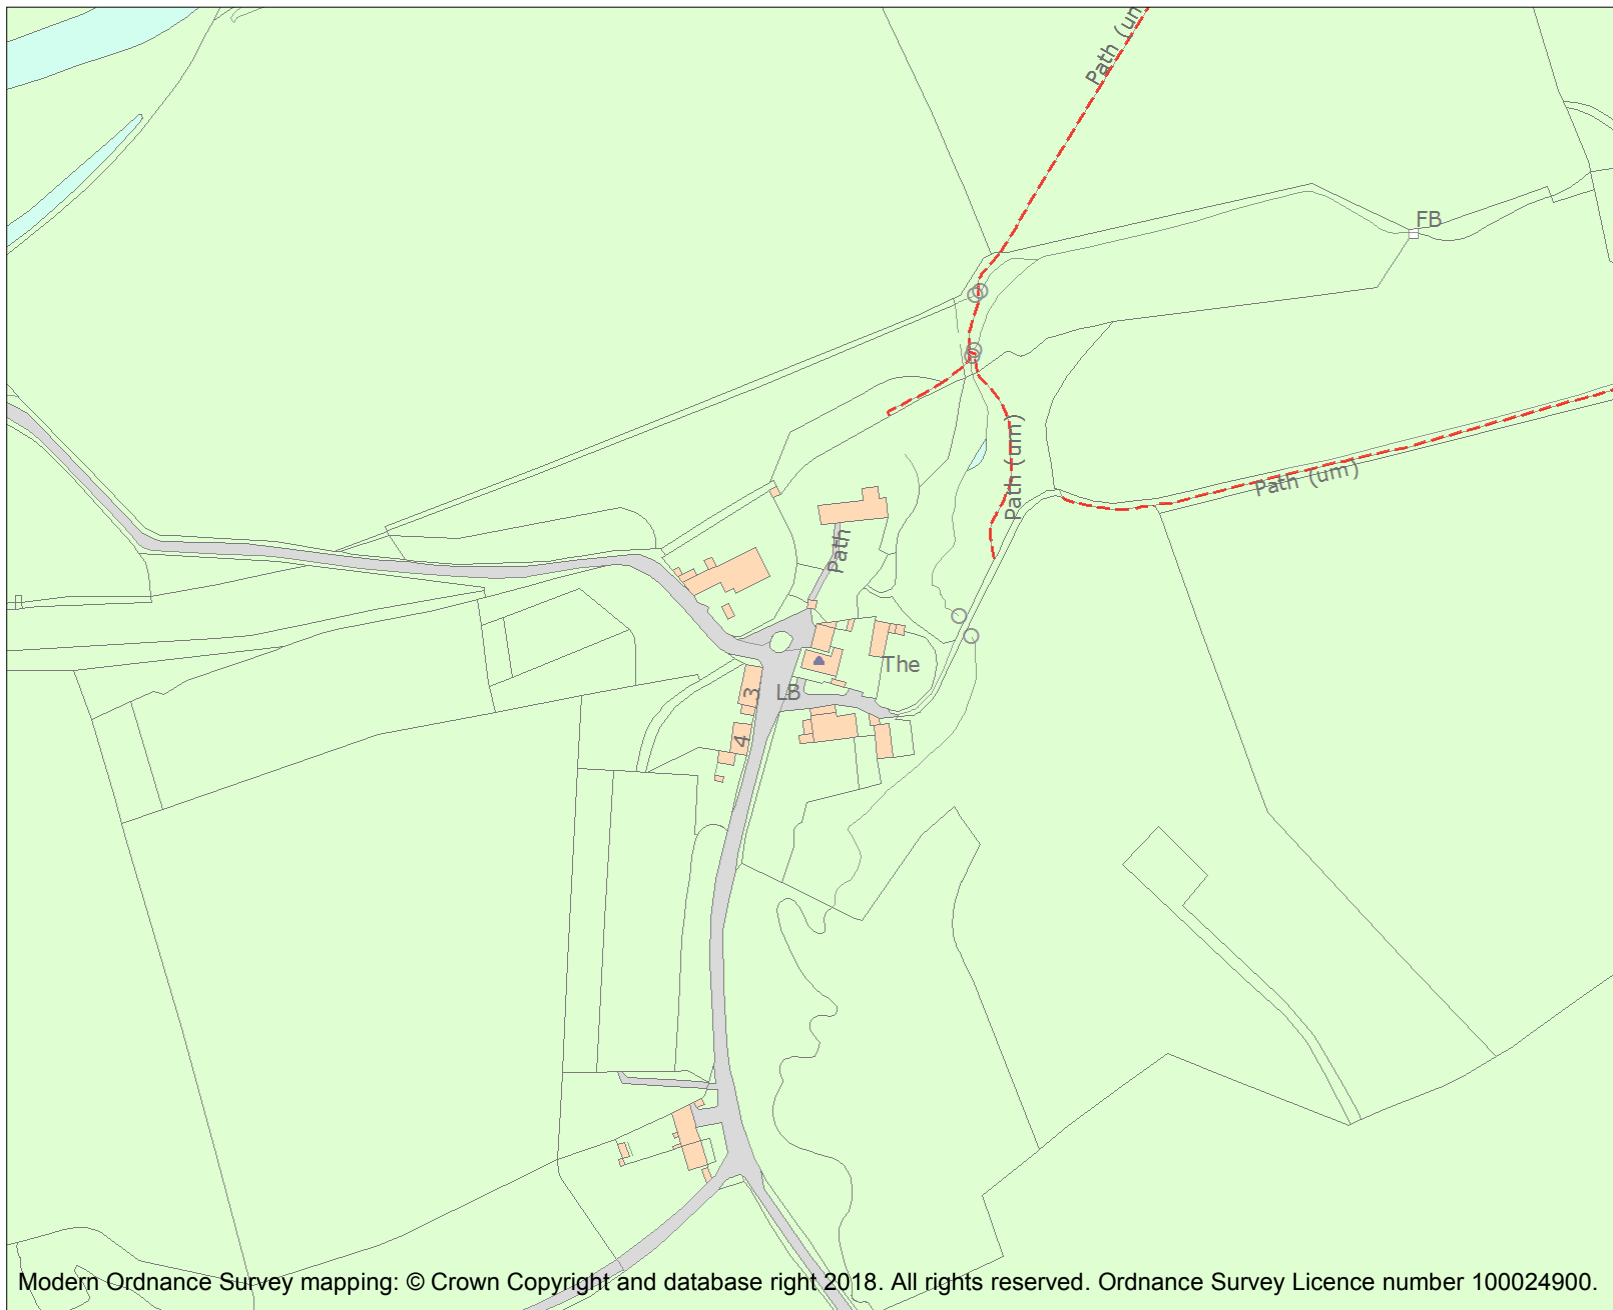 Path (un
FB
Path (um)
Path (um)
Path
The
3
LB
4
Modern Ordnance Survey mapping: © Crown Copyright and database right 2018. All rights reserved. Ordnance Survey Licence number 100024900.